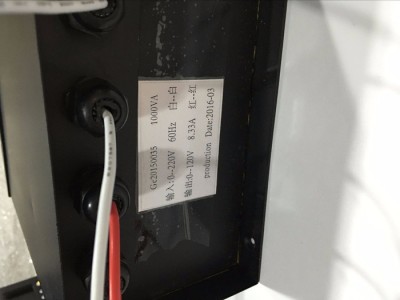 Gc20150035 1000VA
输入:0--220V 60Hz 白--白
输出:0--120V 8.33A 红--红
production Date:2016-03